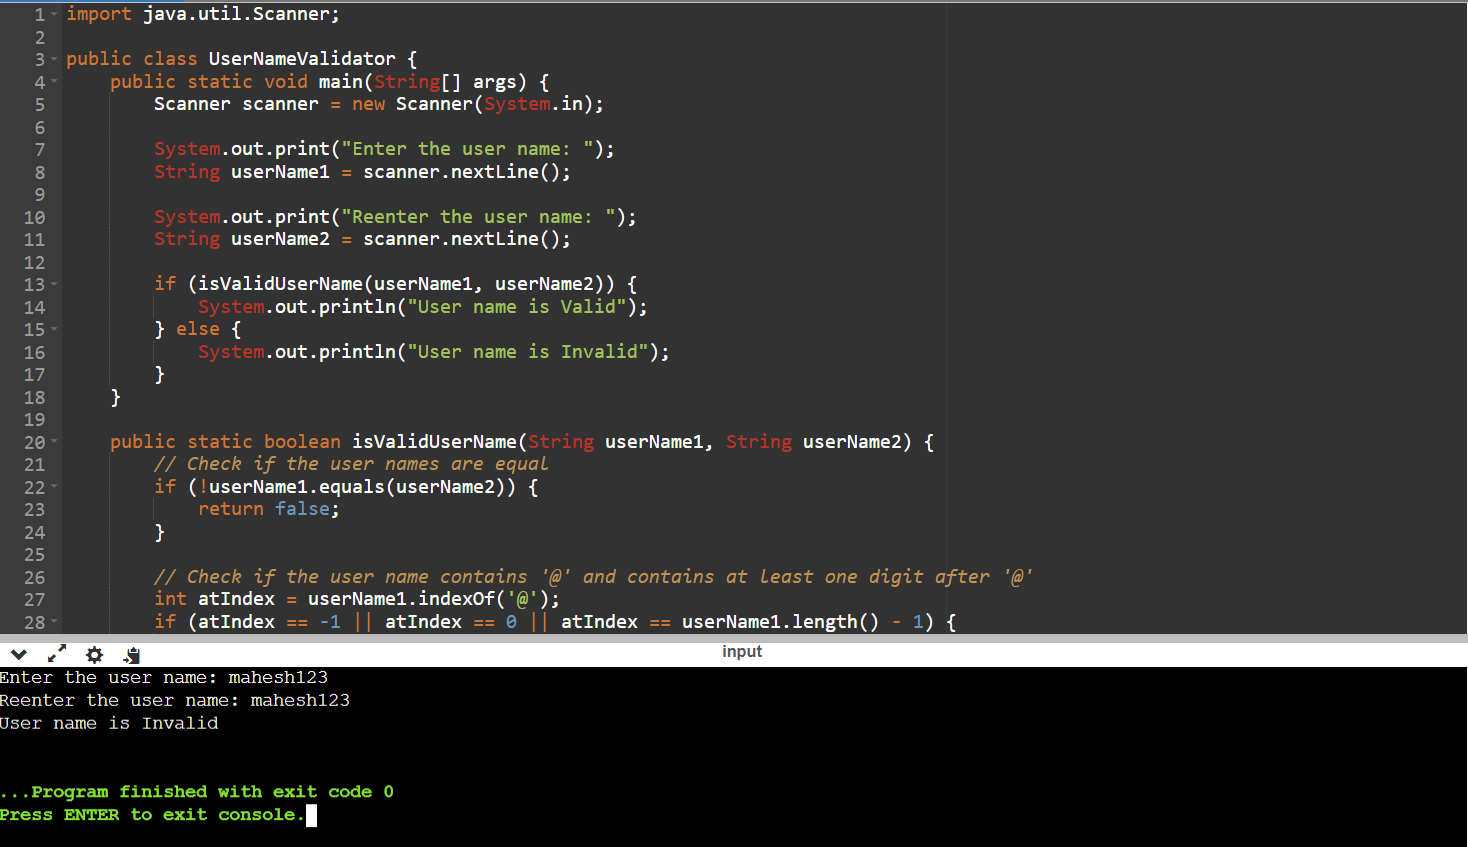 1 import java.util.Scanner;
2
3 public class UserNameValidator {
4     public static void main(String[] args) {
5         Scanner scanner = new Scanner(System.in);
6
7         System.out.print("Enter the user name: ");
8         String userName1 = scanner.nextLine();
9
10         System.out.print("Reenter the user name: ");
11         String userName2 = scanner.nextLine();
12
13         if (isValidUserName(userName1, userName2)) {
14             System.out.println("User name is Valid");
15         } else {
16             System.out.println("User name is Invalid");
17         }
18     }
19
20     public static boolean isValidUserName(String userName1, String userName2) {
21         // Check if the user names are equal
22         if (!userName1.equals(userName2)) {
23             return false;
24         }
25
26         // Check if the user name contains '@' and contains at least one digit after '@'
27         int atIndex = userName1.indexOf('@');
28         if (atIndex == -1 || atIndex == 0 || atIndex == userName1.length() - 1) {
input
Enter the user name: mahesh123
Reenter the user name: mahesh123
User name is Invalid
...Program finished with exit code 0
Press ENTER to exit console.